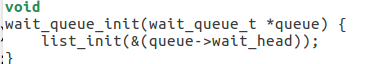 void
wait_queue_init(wait_queue_t *queue) {
    list_init(&(queue->wait_head));
}